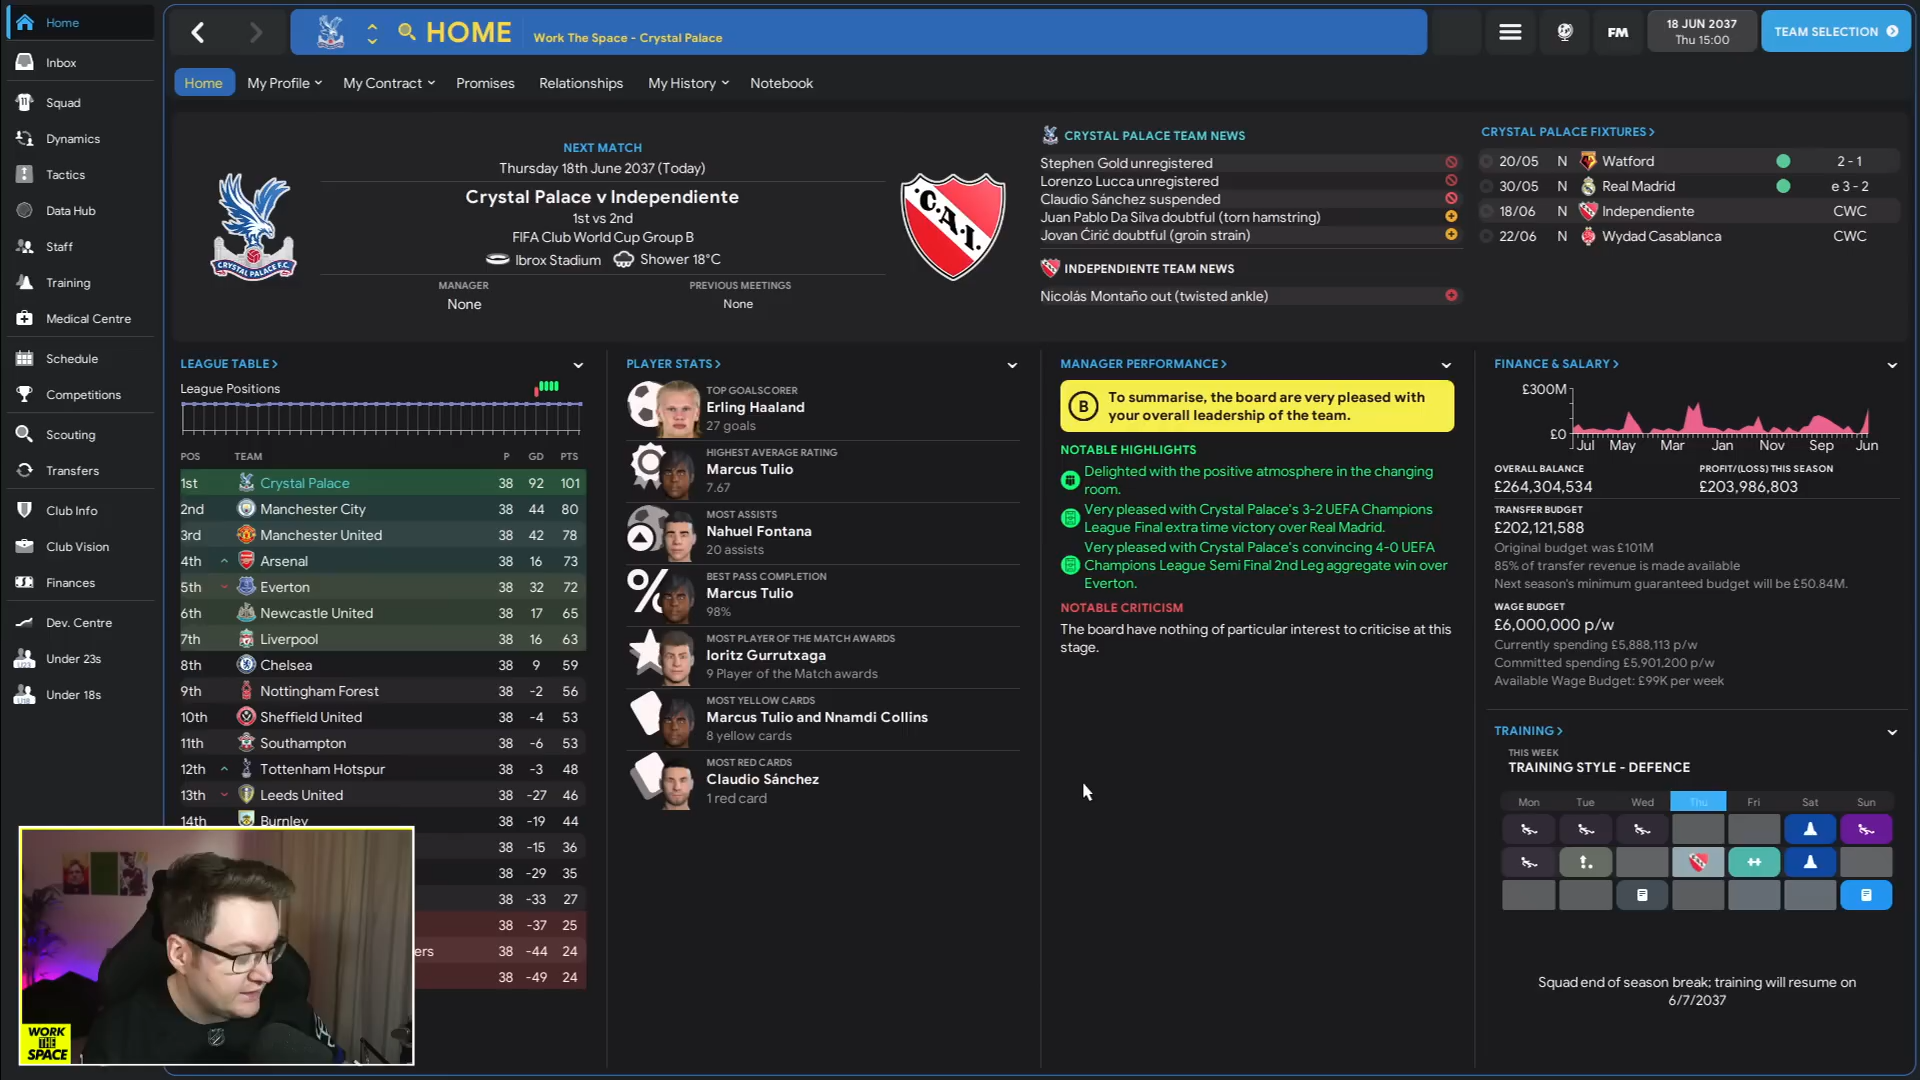 Home
Inbox
Squad
Dynamics
Tactics
Data Hub
Staff
Training
Medical Centre
Schedule
Competitions
Scouting
Transfers
Club Info
Club Vision
Finances
Dev. Centre
Under 23s
Under 18s
HOME
Work The Space - Crystal Palace
FM
18 JUN 2037
Thu 15:00
TEAM SELECTION
Home
My Profile
My Contract
Promises
Relationships
My History
Notebook
NEXT MATCH
Thursday 18th June 2037 (Today)
Crystal Palace v Independiente
1st vs 2nd
FIFA Club World Cup Group B
Ibrox Stadium
Shower 18°C
MANAGER
None
PREVIOUS MEETINGS
None
CRYSTAL PALACE F.C.
C.A.I.
CRYSTAL PALACE TEAM NEWS
Stephen Gold unregistered
Lorenzo Lucca unregistered
Claudio Sánchez suspended
Juan Pablo Da Silva doubtful (torn hamstring)
Jovan Ćirić doubtful (groin strain)
INDEPENDIENTE TEAM NEWS
Nicolás Montaño out (twisted ankle)
CRYSTAL PALACE FIXTURES >
20/05 N Watford 2 - 1
30/05 N Real Madrid e 3 - 2
18/06 N Independiente CWC
22/06 N Wydad Casablanca CWC
LEAGUE TABLE >
League Positions
POS TEAM P GD PTS
1st Crystal Palace 38 92 101
2nd Manchester City 38 44 80
3rd Manchester United 38 42 78
4th Arsenal 38 16 73
5th Everton 38 32 72
6th Newcastle United 38 17 65
7th Liverpool 38 16 63
8th Chelsea 38 9 59
9th Nottingham Forest 38 -2 56
10th Sheffield United 38 -4 53
11th Southampton 38 -6 53
12th Tottenham Hotspur 38 -3 48
13th Leeds United 38 -27 46
14th Burnley 38 -19 44
38 -15 36
38 -29 35
38 -33 27
38 -37 25
ers 38 -44 24
38 -49 24
PLAYER STATS >
TOP GOALSCORER
Erling Haaland
27 goals
HIGHEST AVERAGE RATING
Marcus Tulio
7.67
MOST ASSISTS
Nahuel Fontana
20 assists
BEST PASS COMPLETION
Marcus Tulio
98%
MOST PLAYER OF THE MATCH AWARDS
Ioritz Gurrutxaga
9 Player of the Match awards
MOST YELLOW CARDS
Marcus Tulio and Nnamdi Collins
8 yellow cards
MOST RED CARDS
Claudio Sánchez
1 red card
MANAGER PERFORMANCE >
B
To summarise, the board are very pleased with
your overall leadership of the team.
NOTABLE HIGHLIGHTS
Delighted with the positive atmosphere in the changing
room.
Very pleased with Crystal Palace's 3-2 UEFA Champions
League Final extra time victory over Real Madrid.
Very pleased with Crystal Palace's convincing 4-0 UEFA
Champions League Semi Final 2nd Leg aggregate win over
Everton.
NOTABLE CRITICISM
The board have nothing of particular interest to criticise at this
stage.
FINANCE & SALARY >
£300M
£0
Jul May Mar Jan Nov Sep Jun
OVERALL BALANCE
£264,304,534
PROFIT/(LOSS) THIS SEASON
£203,986,803
TRANSFER BUDGET
£202,121,588
Original budget was £101M
85% of transfer revenue is made available
Next season's minimum guaranteed budget will be £50.84M.
WAGE BUDGET
£6,000,000 p/w
Currently spending £5,888,113 p/w
Committed spending £5,901,200 p/w
Available Wage Budget: £99K per week
TRAINING >
THIS WEEK
TRAINING STYLE - DEFENCE
Mon Tue Wed Thu Fri Sat Sun
Squad end of season break; training will resume on
6/7/2037
WORK
THE
SPACE